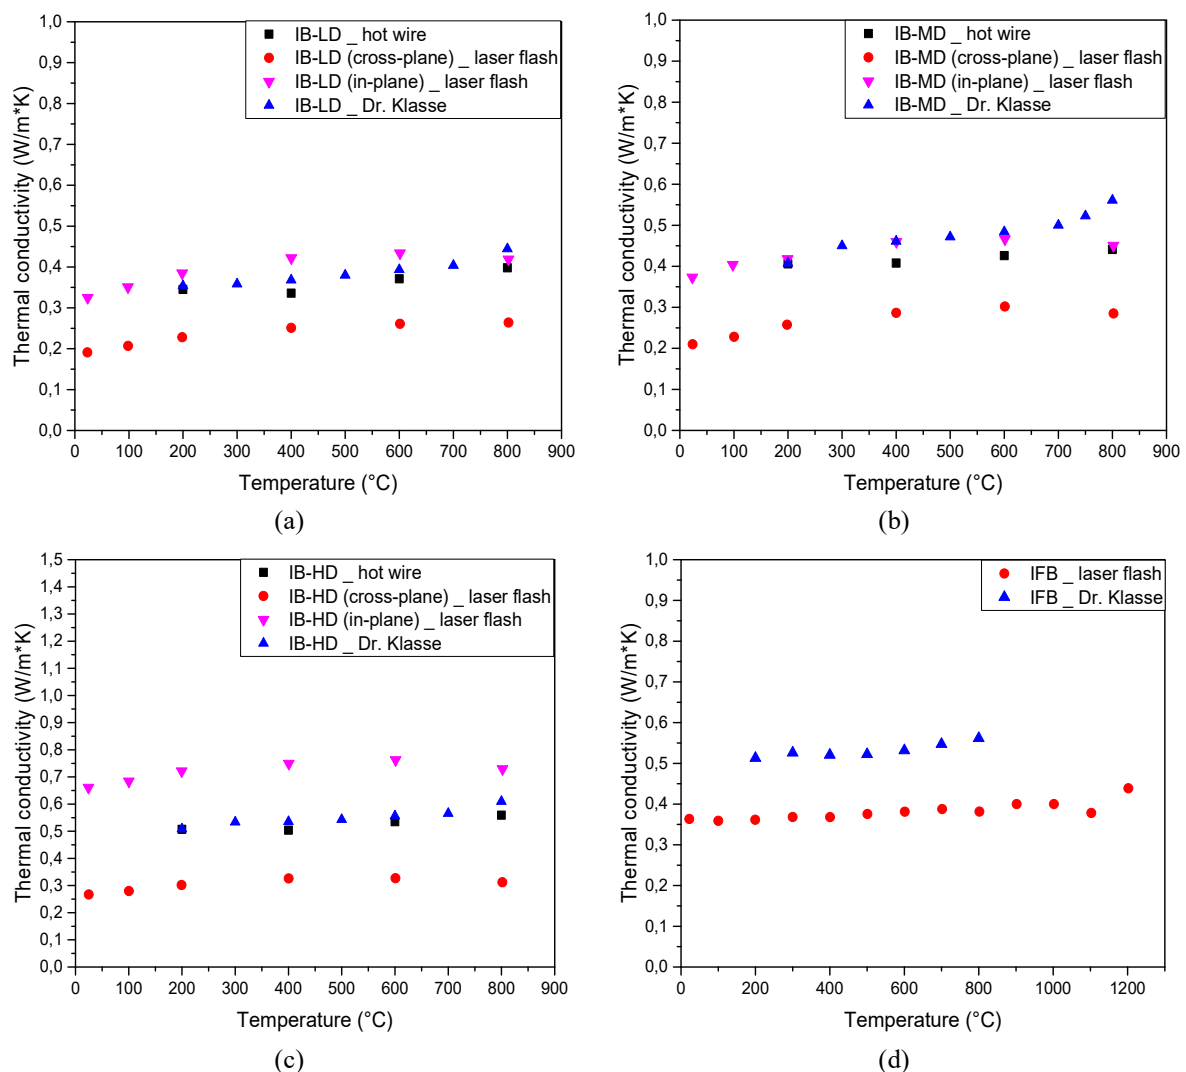 1,0
0,9
0,8
0,7
0,6
0,5
0,4
0,3
0,2
0,1
0,0
Thermal conductivity (W/m*K)
IB-LD _ hot wire
IB-LD (cross-plane) _ laser flash
IB-LD (in-plane) _ laser flash
IB-LD _ Dr. Klasse
0 100 200 300 400 500 600 700 800 900
Temperature (°C)
(a)
1,0
0,9
0,8
0,7
0,6
0,5
0,4
0,3
0,2
0,1
0,0
Thermal conductivity (W/m*K)
IB-MD _ hot wire
IB-MD (cross-plane) _ laser flash
IB-MD (in-plane) _ laser flash
IB-MD _ Dr. Klasse
0 100 200 300 400 500 600 700 800 900
Temperature (°C)
(b)
1,5
1,4
1,3
1,2
1,1
1,0
0,9
0,8
0,7
0,6
0,5
0,4
0,3
0,2
0,1
0,0
Thermal conductivity (W/m*K)
IB-HD _ hot wire
IB-HD (cross-plane) _ laser flash
IB-HD (in-plane) _ laser flash
IB-HD _ Dr. Klasse
0 100 200 300 400 500 600 700 800 900
Temperature (°C)
(c)
1,0
0,9
0,8
0,7
0,6
0,5
0,4
0,3
0,2
0,1
0,0
Thermal conductivity (W/m*K)
IFB _ laser flash
IFB _ Dr. Klasse
0 200 400 600 800 1000 1200
Temperature (°C)
(d)